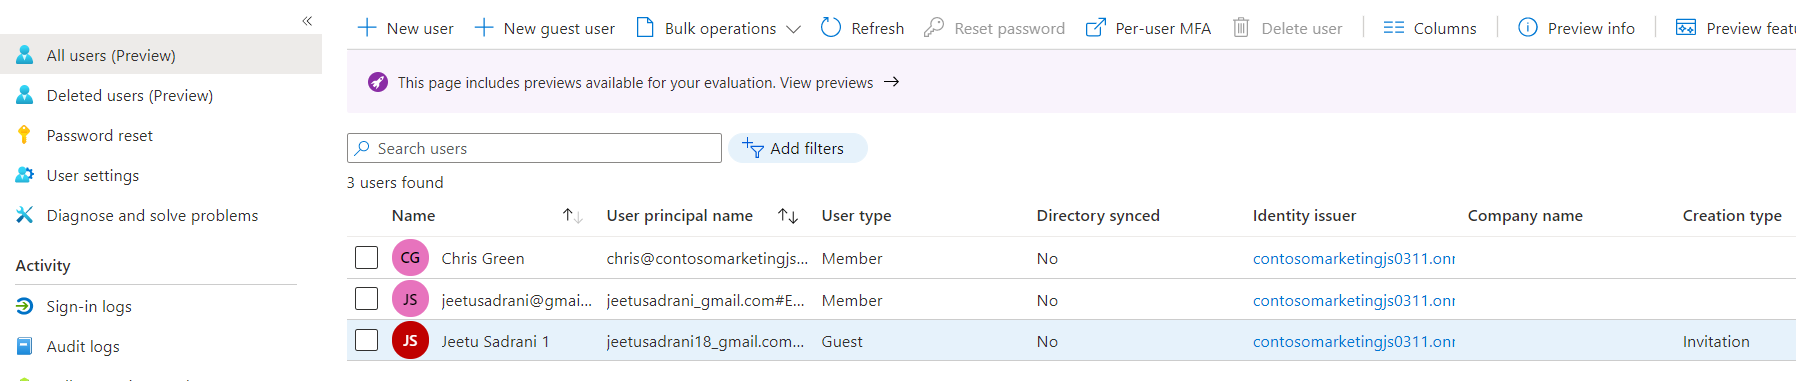 «
All users (Preview)
Deleted users (Preview)
Password reset
User settings
Diagnose and solve problems
Activity
Sign-in logs
Audit logs
New user New guest user Bulk operations Refresh Reset password Per-user MFA Delete user Columns Preview info Preview featu
This page includes previews available for your evaluation. View previews →
Search users Add filters
3 users found
Name ↑↓ User principal name ↑↓ User type Directory synced Identity issuer Company name Creation type
CG Chris Green chris@contosomarketingjs... Member No contosomarketingjs0311.onr
JS jeetusadrani@gmai... jeetusadrani_gmail.com#E... Member No contosomarketingjs0311.onr
JS Jeetu Sadrani 1 jeetusadrani18_gmail.com... Guest No contosomarketingjs0311.onr Invitation